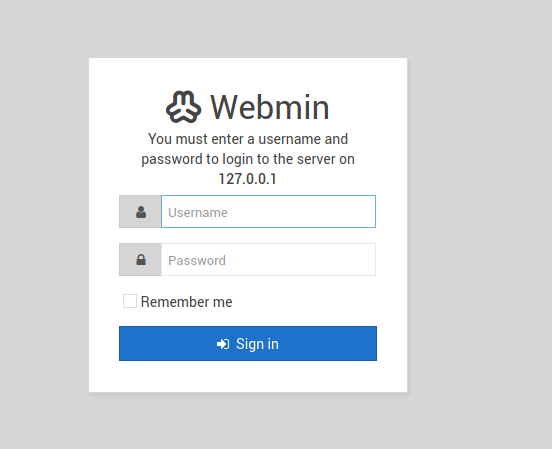 Webmin
You must enter a username and
password to login to the server on
127.0.0.1
Username
Password
Remember me
Sign in